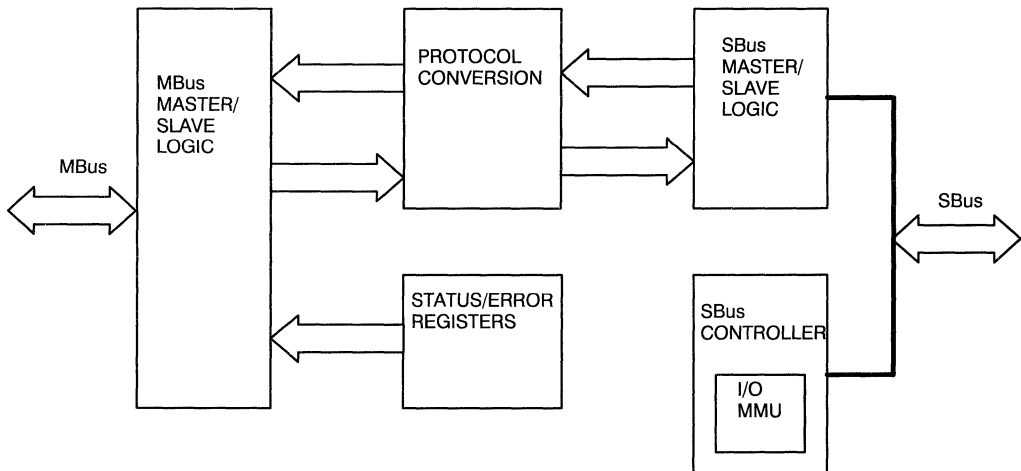 MBus
MBus
MASTER/
SLAVE
LOGIC
PROTOCOL
CONVERSION
SBus
MASTER/
SLAVE
LOGIC
SBus
STATUS/ERROR
REGISTERS
SBus
CONTROLLER
I/O
MMU